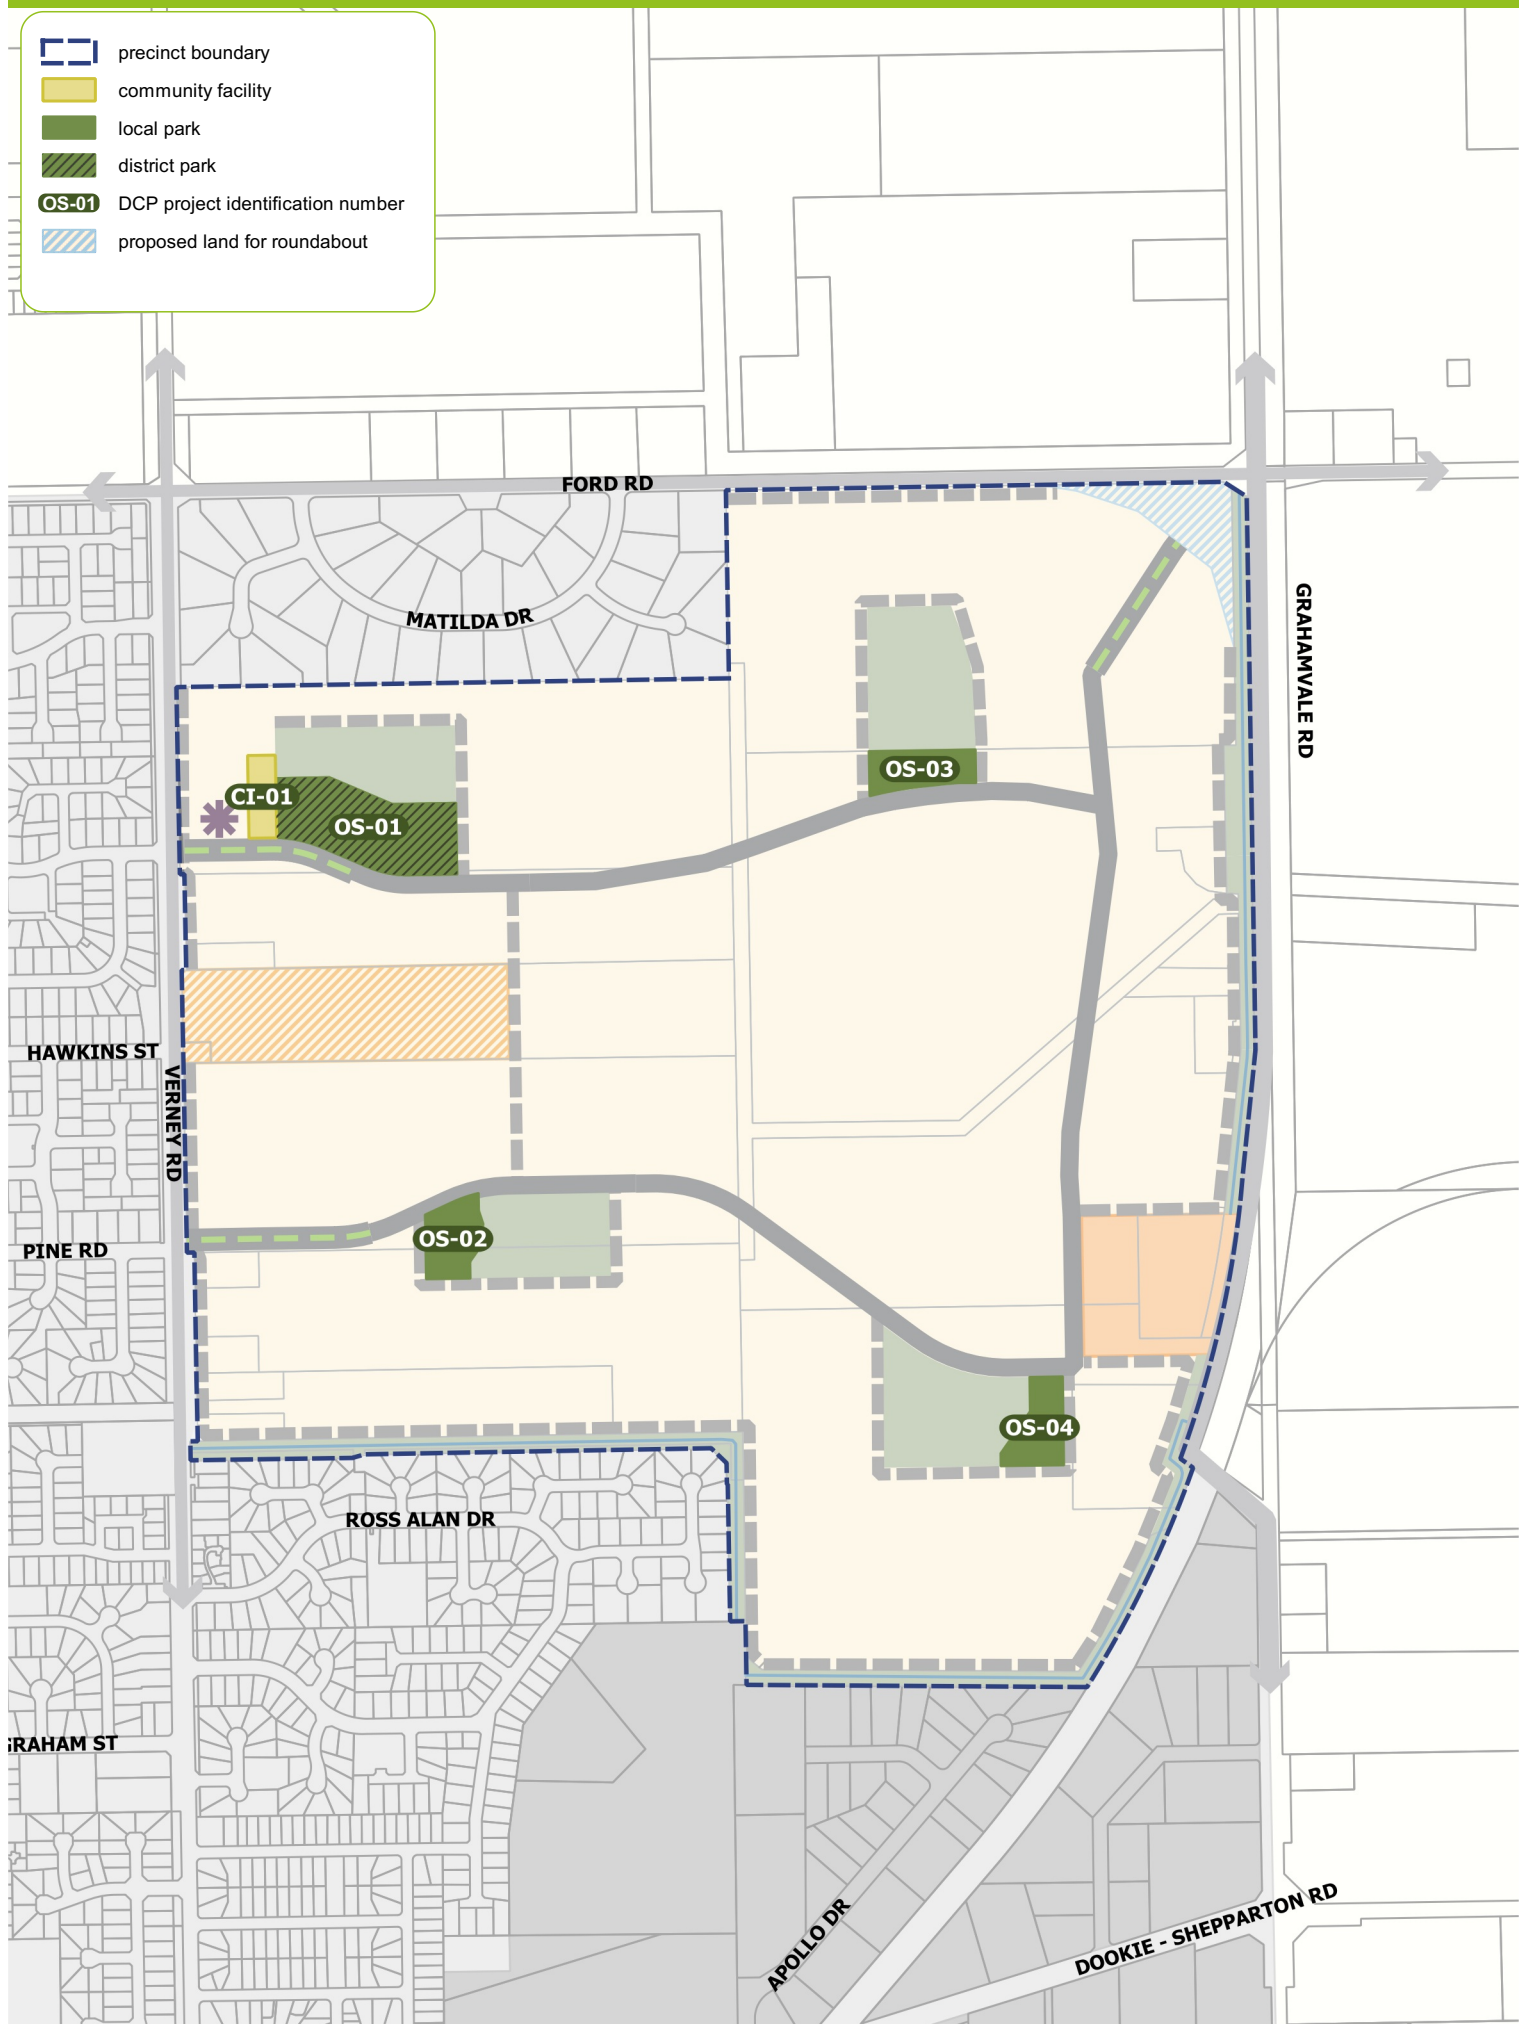 precinct boundary
community facility
local park
district park
OS-01 DCP project identification number
proposed land for roundabout
FORD RD
MATILDA DR
GRAHAMVALE RD
OS-03
CI-01
OS-01
HAWKINS ST
VERNEY RD
OS-02
PINE RD
OS-04
ROSS ALAN DR
GRAHAM ST
APOLLO DR
DOOKIE - SHEPPARTON RD